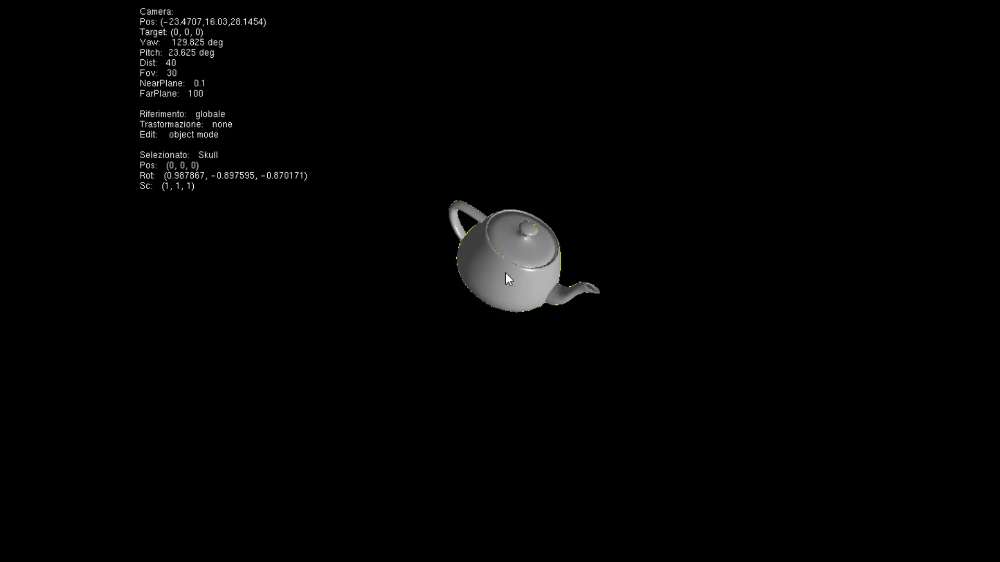 Camera:
Pos: (-23.4707,16.03,28.1454)
Target: (0, 0, 0)
Yaw: 129.825 deg
Pitch: 23.625 deg
Dist: 40
Fov: 30
NearPlane: 0.1
FarPlane: 100
Riferimento: globale
Trasformazione: none
Edit: object mode
Selezionato: Skull
Pos: (0, 0, 0)
Rot: (0.987867, -0.897595, -0.870171)
Sc: (1, 1, 1)